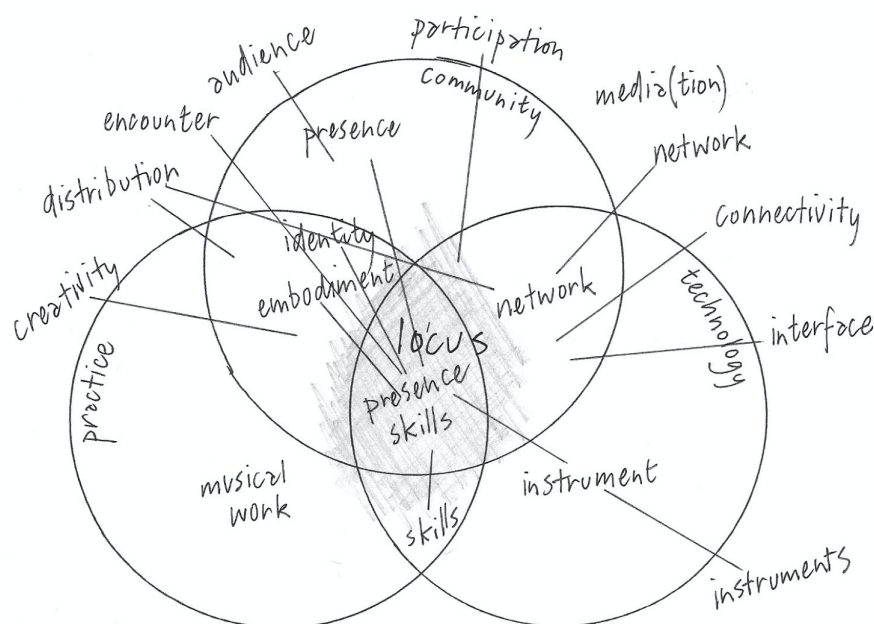 participation
audience
community
media(tion)
encounter
presence
network
distribution
connectivity
identity
creativity
embodiment
network
technology
interface
locus
practice
presence
skills
musical
work
instrument
skills
instruments